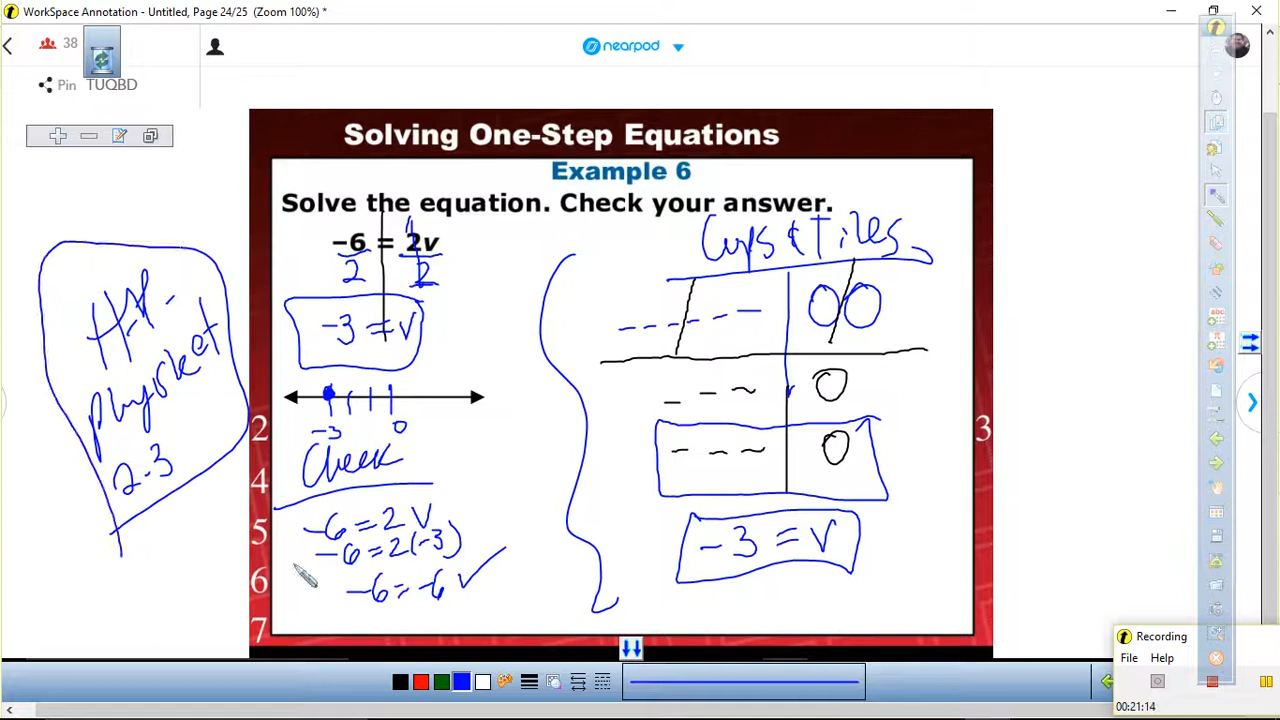 WorkSpace Annotation - Untitled, Page 24/25 (Zoom 100%) *
38
Pin TUQBD
nearpod
Solving One-Step Equations
Example 6
Solve the equation. Check your answer.
-6 = 2v
2 2
-3 = v
-3 0
Check
-6 = 2v
-6 = 2(-3)
-6 = -6 ✓
Cups & Tiles
-3 = v
2-3
2
4
5
6
7
3
abc
π
Recording
File Help
00:21:14